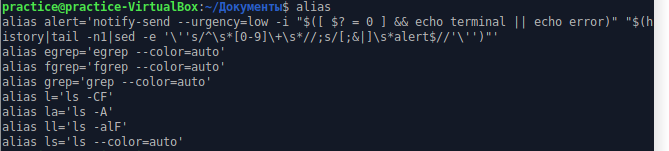 practice@practice-VirtualBox:~/Документы$ alias
alias alert='notify-send --urgency=low -i "$([ $? = 0 ] && echo terminal || echo error)" "$(h
istory|tail -n1|sed -e '\''s/^\s*[0-9]\+\s*//;s/[;&|]\s*alert$//'\'')"'
alias egrep='egrep --color=auto'
alias fgrep='fgrep --color=auto'
alias grep='grep --color=auto'
alias l='ls -CF'
alias la='ls -A'
alias ll='ls -alF'
alias ls='ls --color=auto'